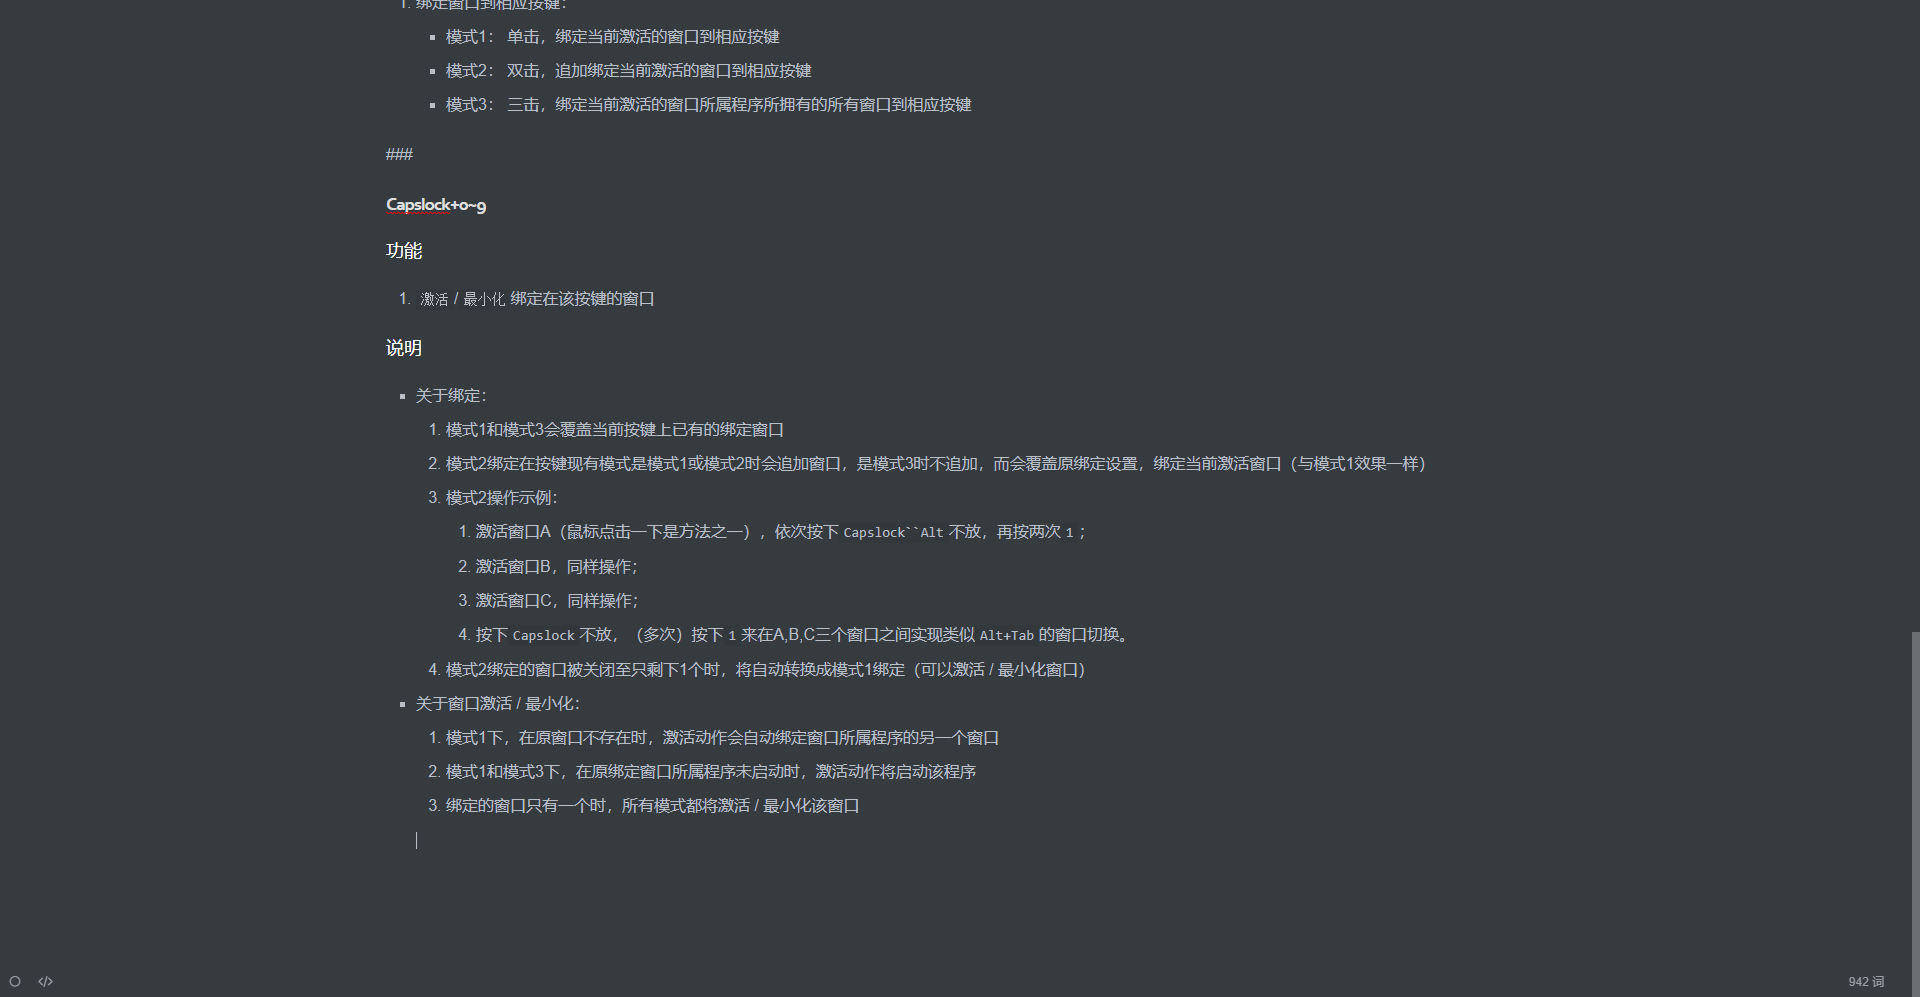 1. 绑定窗口到相应按键：
▪ 模式1： 单击，绑定当前激活的窗口到相应按键
▪ 模式2： 双击，追加绑定当前激活的窗口到相应按键
▪ 模式3： 三击，绑定当前激活的窗口所属程序所拥有的所有窗口到相应按键
###
Capslock+0~9
功能
1. 激活 / 最小化 绑定在该按键的窗口
说明
▪ 关于绑定：
1. 模式1和模式3会覆盖当前按键上已有的绑定窗口
2. 模式2绑定在按键现有模式是模式1或模式2时会追加窗口，是模式3时不追加，而会覆盖原绑定设置，绑定当前激活窗口（与模式1效果一样）
3. 模式2操作示例：
1. 激活窗口A（鼠标点击一下是方法之一），依次按下 Capslock``Alt 不放，再按两次 1 ；
2. 激活窗口B，同样操作；
3. 激活窗口C，同样操作；
4. 按下 Capslock 不放，（多次）按下 1 来在A,B,C三个窗口之间实现类似 Alt+Tab 的窗口切换。
4. 模式2绑定的窗口被关闭至只剩下1个时，将自动转换成模式1绑定（可以激活 / 最小化窗口）
▪ 关于窗口激活 / 最小化：
1. 模式1下，在原窗口不存在时，激活动作会自动绑定窗口所属程序的另一个窗口
2. 模式1和模式3下，在原绑定窗口所属程序未启动时，激活动作将启动该程序
3. 绑定的窗口只有一个时，所有模式都将激活 / 最小化该窗口
</> 942 词